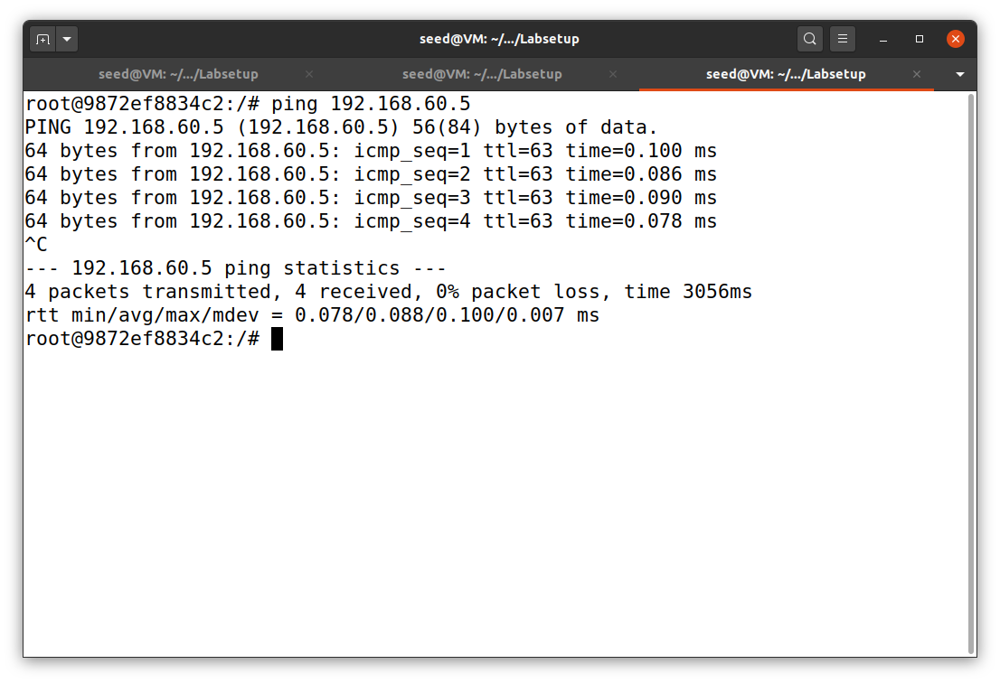 seed@VM: ~/.../Labsetup
seed@VM: ~/.../Labsetup
seed@VM: ~/.../Labsetup
seed@VM: ~/.../Labsetup
root@9872ef8834c2:/# ping 192.168.60.5
PING 192.168.60.5 (192.168.60.5) 56(84) bytes of data.
64 bytes from 192.168.60.5: icmp_seq=1 ttl=63 time=0.100 ms
64 bytes from 192.168.60.5: icmp_seq=2 ttl=63 time=0.086 ms
64 bytes from 192.168.60.5: icmp_seq=3 ttl=63 time=0.090 ms
64 bytes from 192.168.60.5: icmp_seq=4 ttl=63 time=0.078 ms
^C
--- 192.168.60.5 ping statistics ---
4 packets transmitted, 4 received, 0% packet loss, time 3056ms
rtt min/avg/max/mdev = 0.078/0.088/0.100/0.007 ms
root@9872ef8834c2:/#